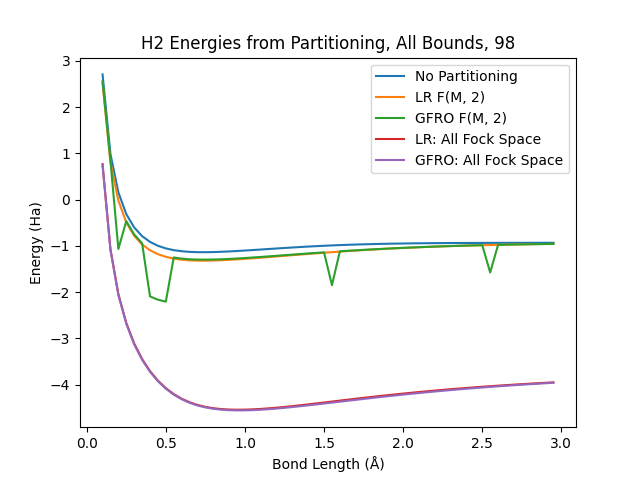 H2 Energies from Partitioning, All Bounds, 98
3
2
1
0
−1
−2
−3
−4
Energy (Ha)
No Partitioning
LR F(M, 2)
GFRO F(M, 2)
LR: All Fock Space
GFRO: All Fock Space
0.0 0.5 1.0 1.5 2.0 2.5 3.0
Bond Length (Å)